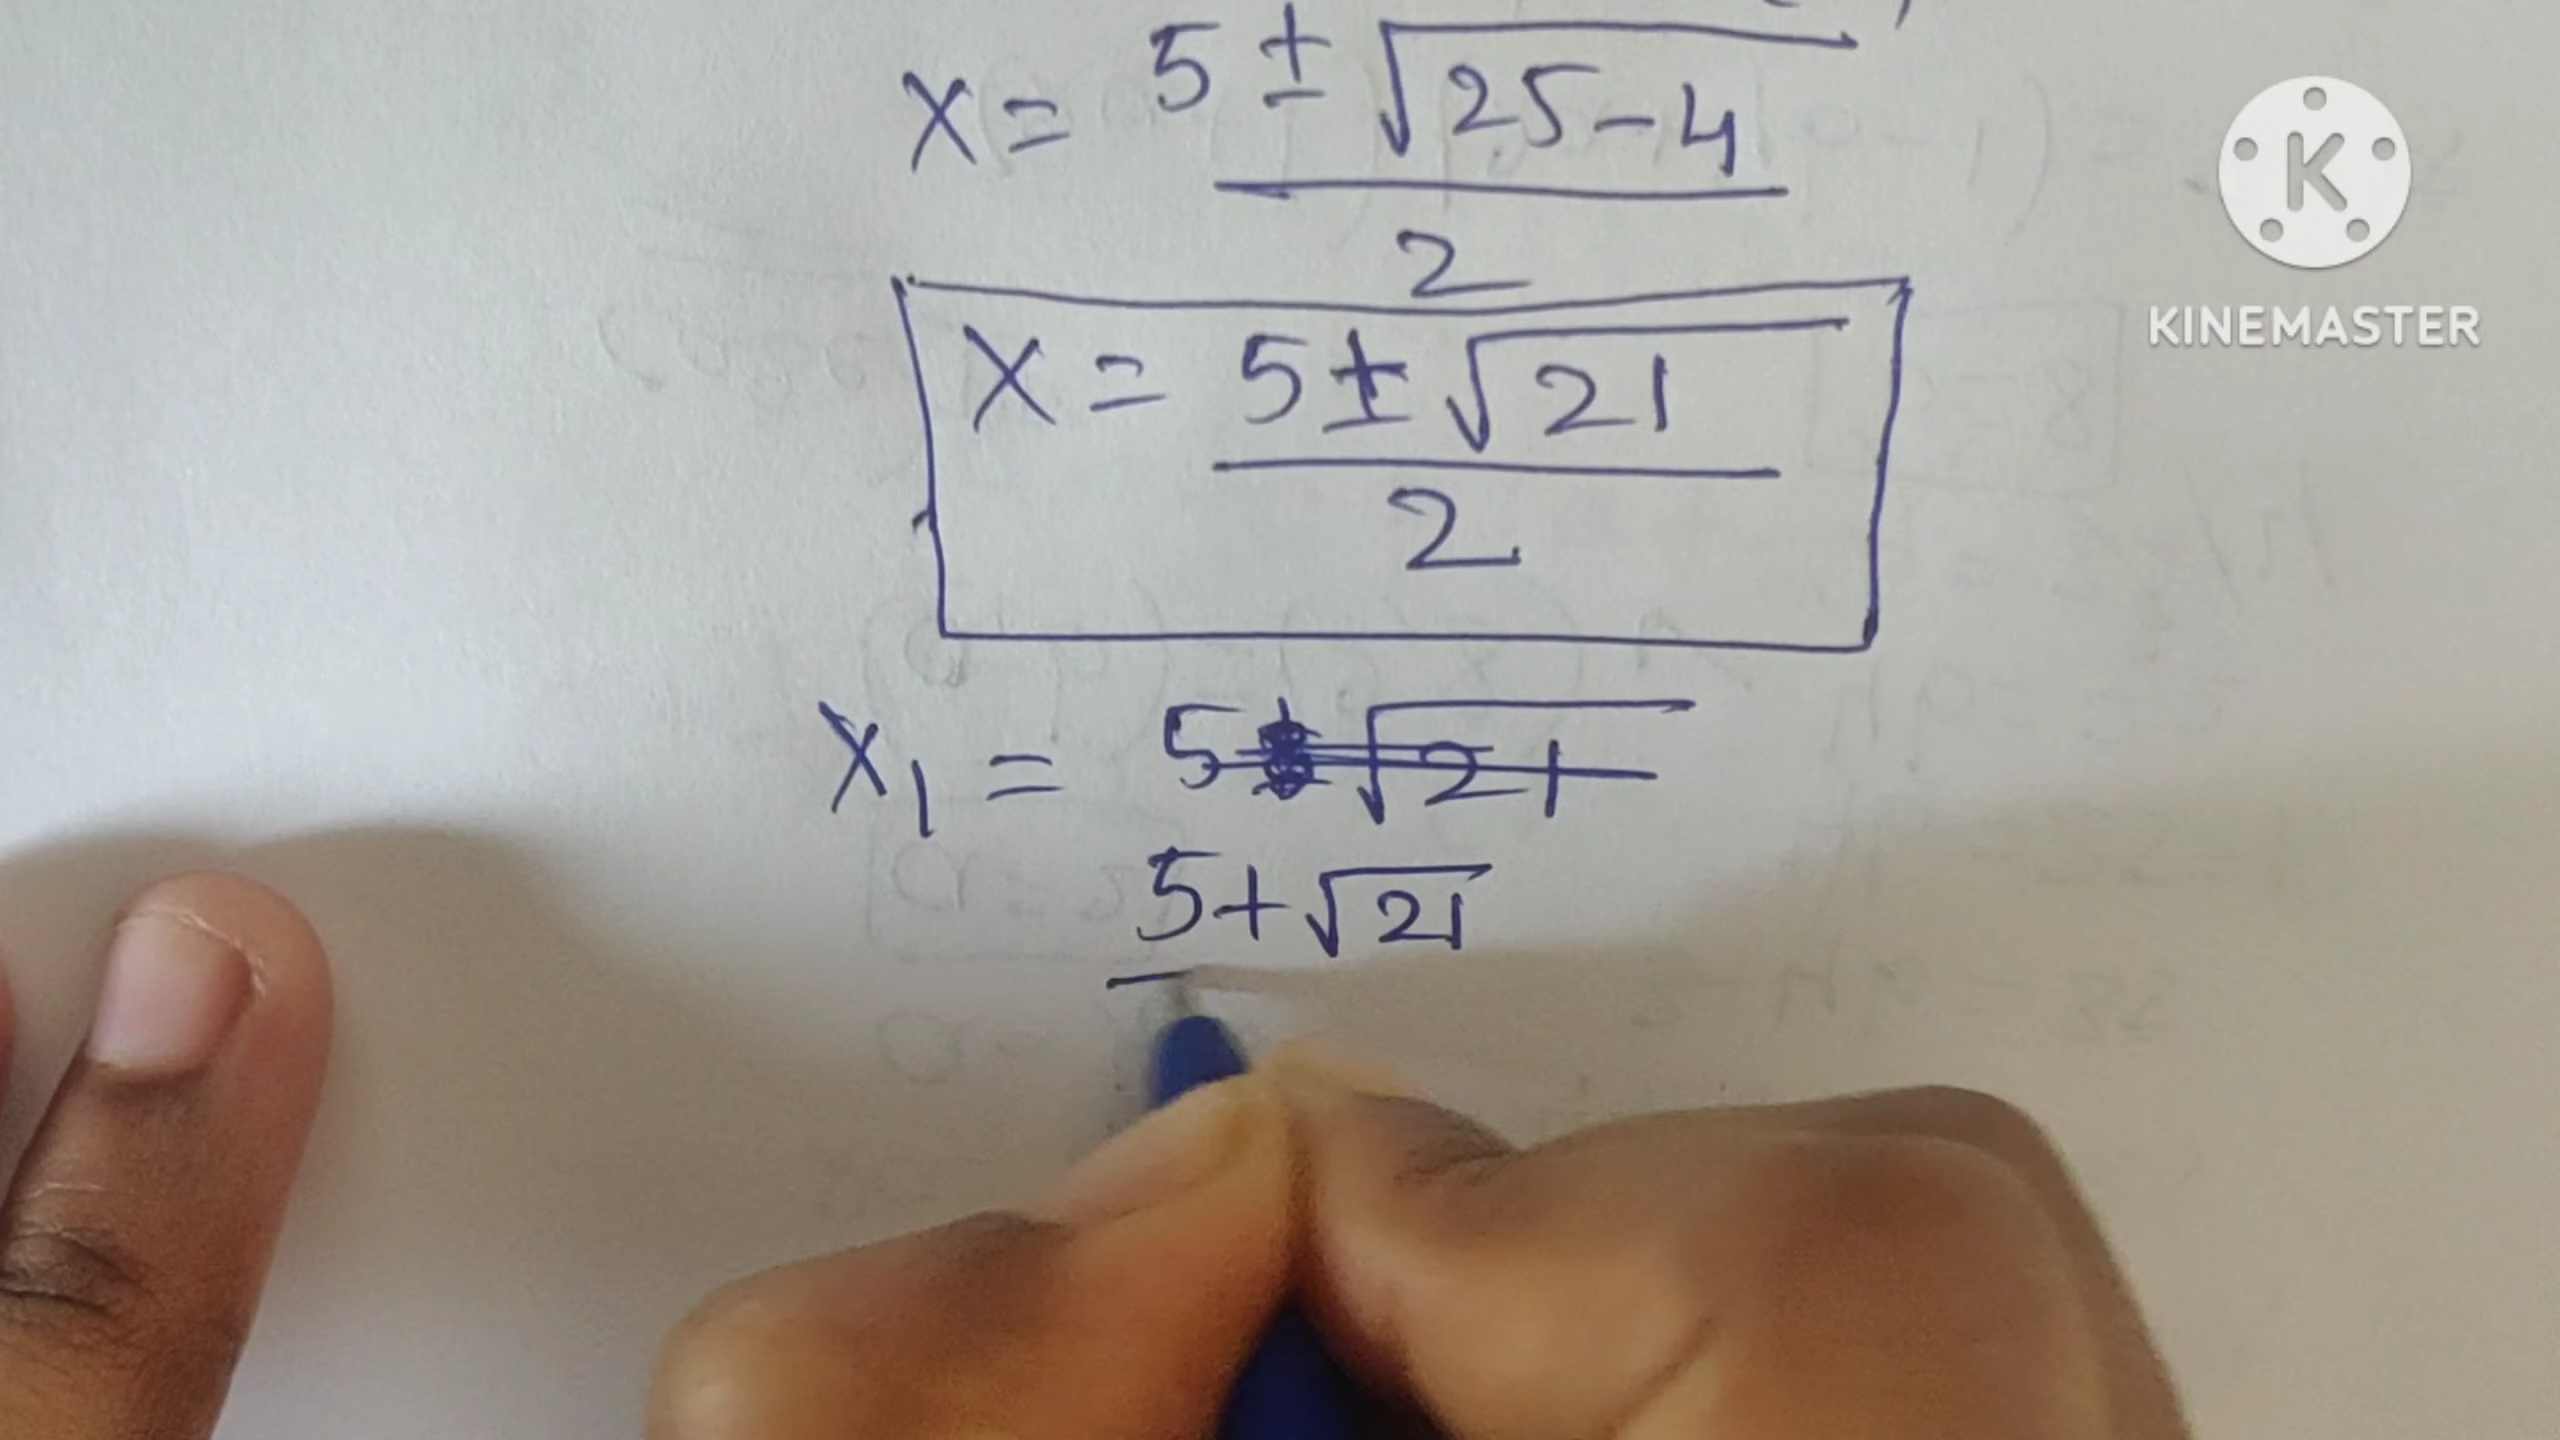 X = 5 ± √25-4
2
KINEMASTER
X = 5 ± √21
2
X1 = 5 √21
5+√21